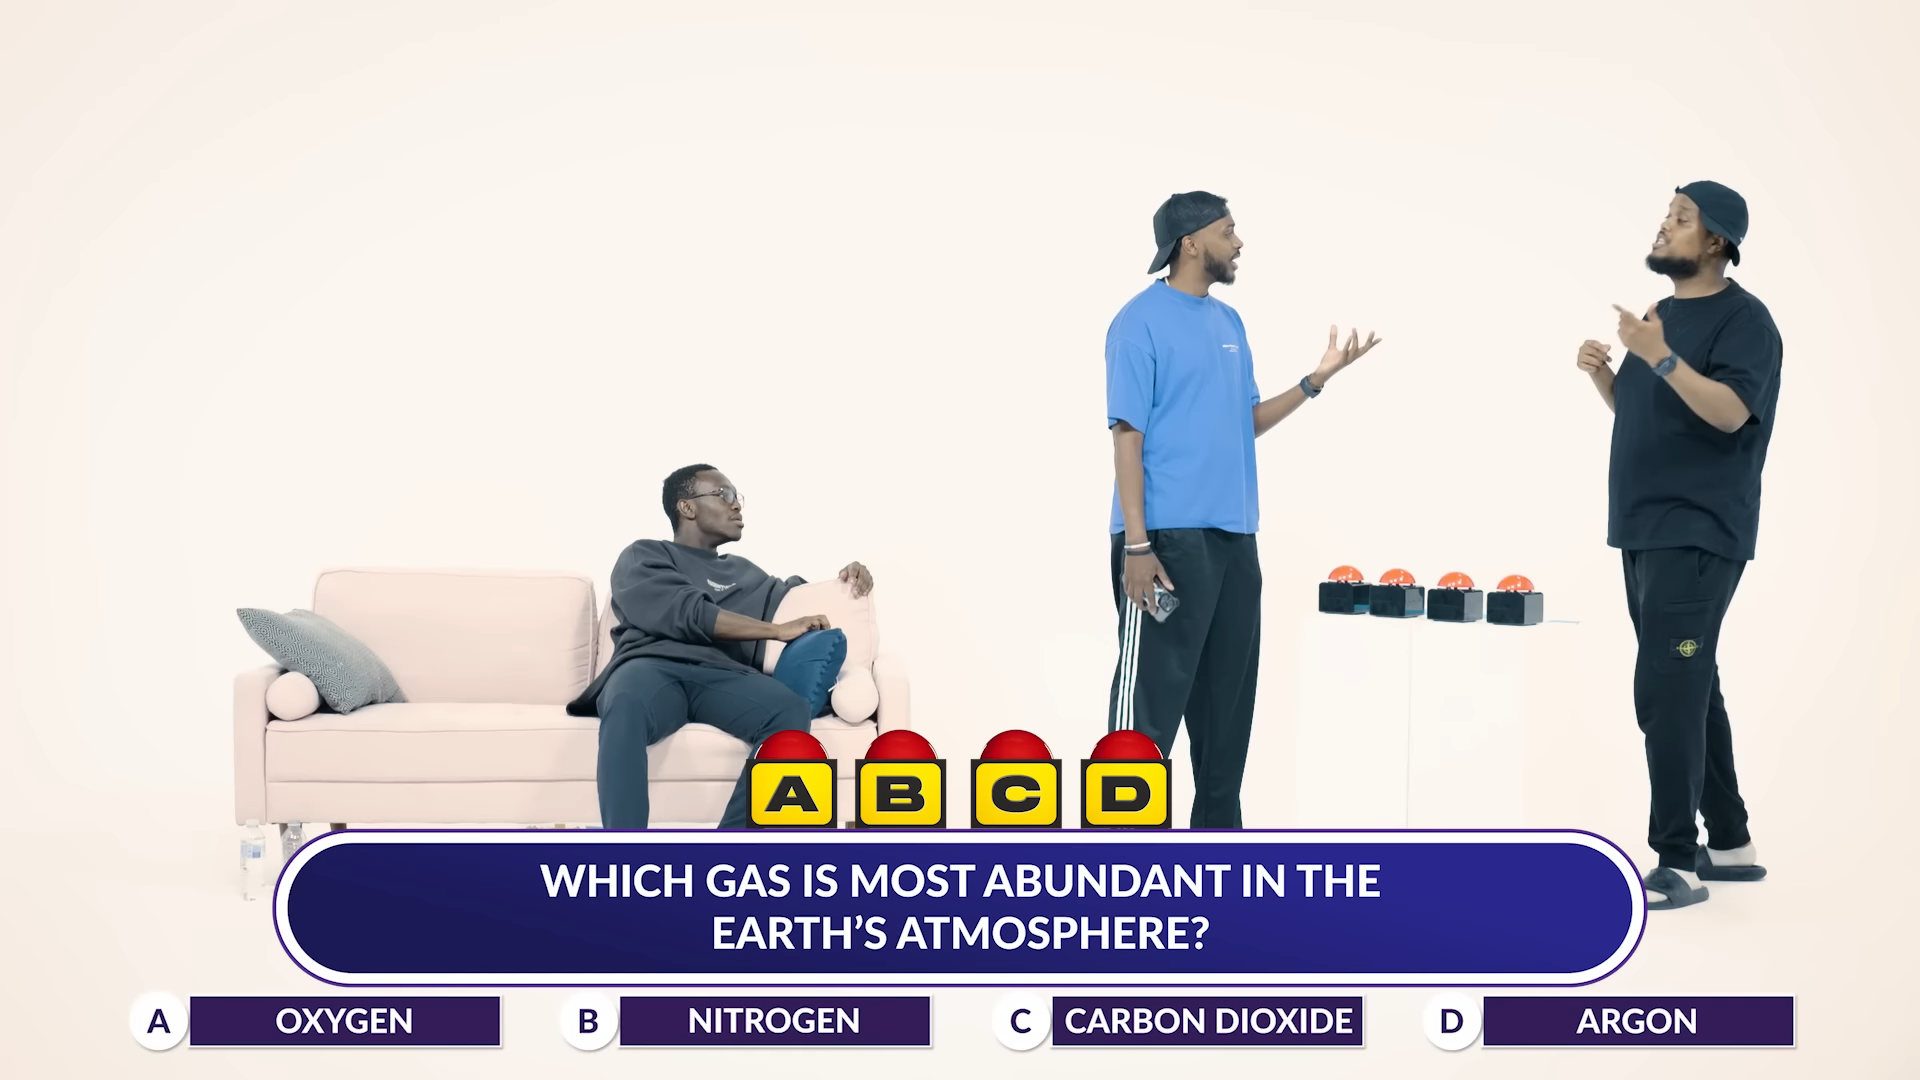 A B C D
WHICH GAS IS MOST ABUNDANT IN THE
EARTH'S ATMOSPHERE?
A OXYGEN
B NITROGEN
C CARBON DIOXIDE
D ARGON